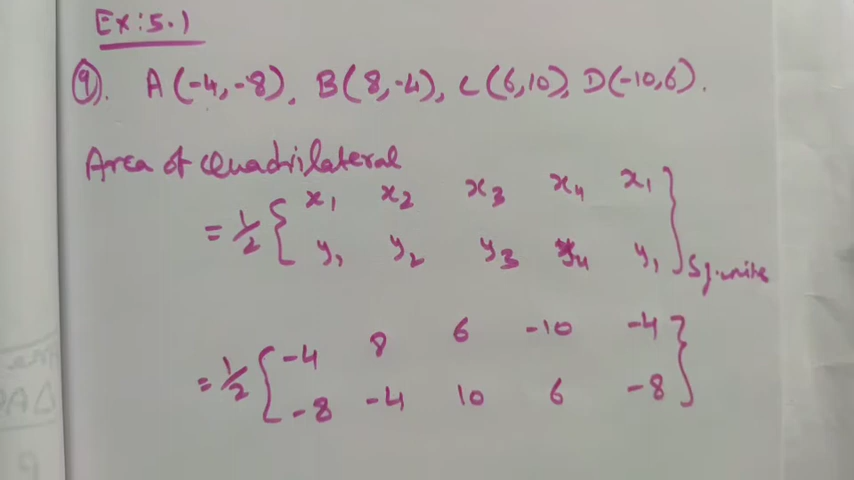 Ex:5.1
9). A(-4,-8), B(8,-4), C(6,10), D(-10,6).
Area of Quadrilateral
= 1/2 { x1 x2 x3 x4 x1
y1 y2 y3 y4 y1 } Sq.units
= 1/2 { -4 8 6 -10 -4
-8 -4 10 6 -8 }